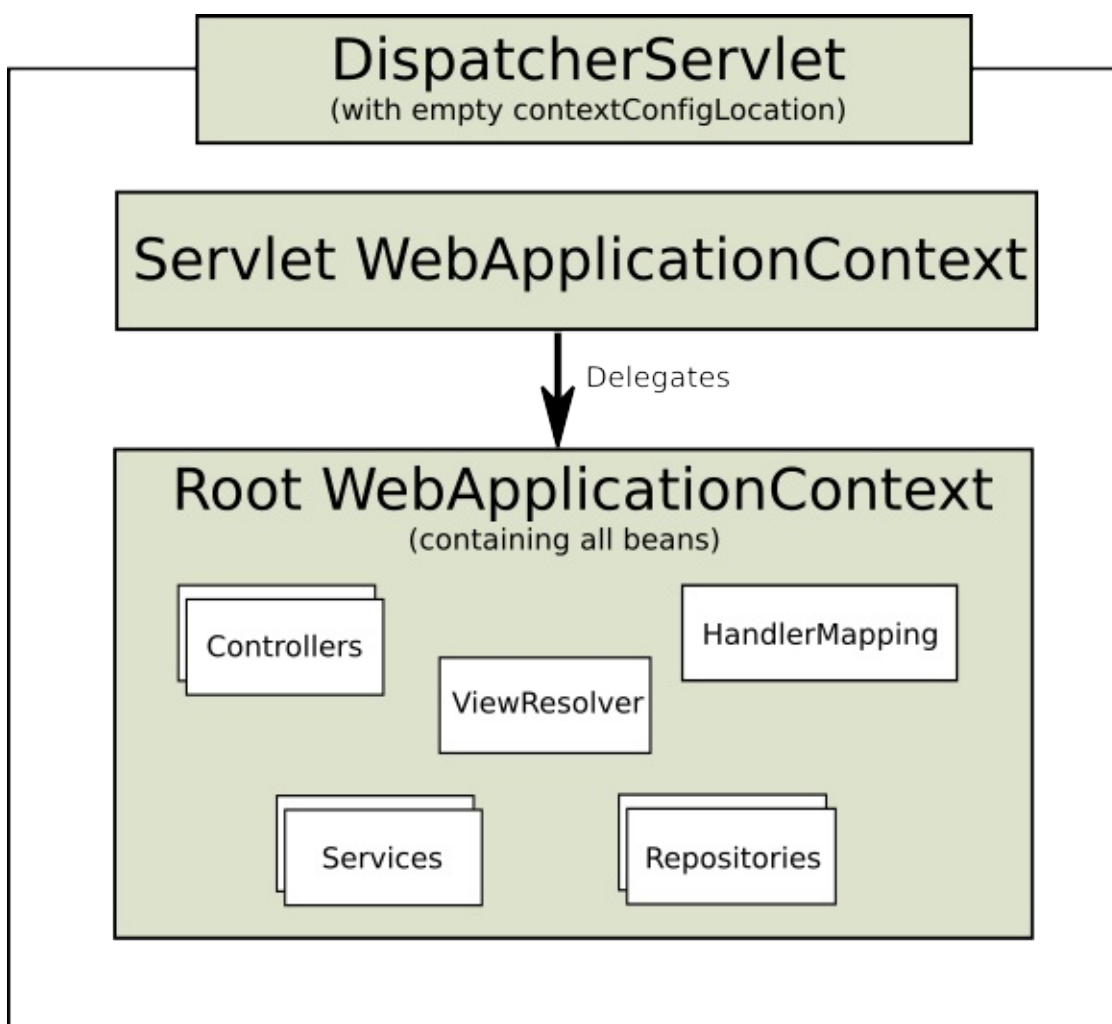 DispatcherServlet
(with empty contextConfigLocation)
Servlet WebApplicationContext
Delegates
Root WebApplicationContext
(containing all beans)
Controllers
HandlerMapping
ViewResolver
Services
Repositories